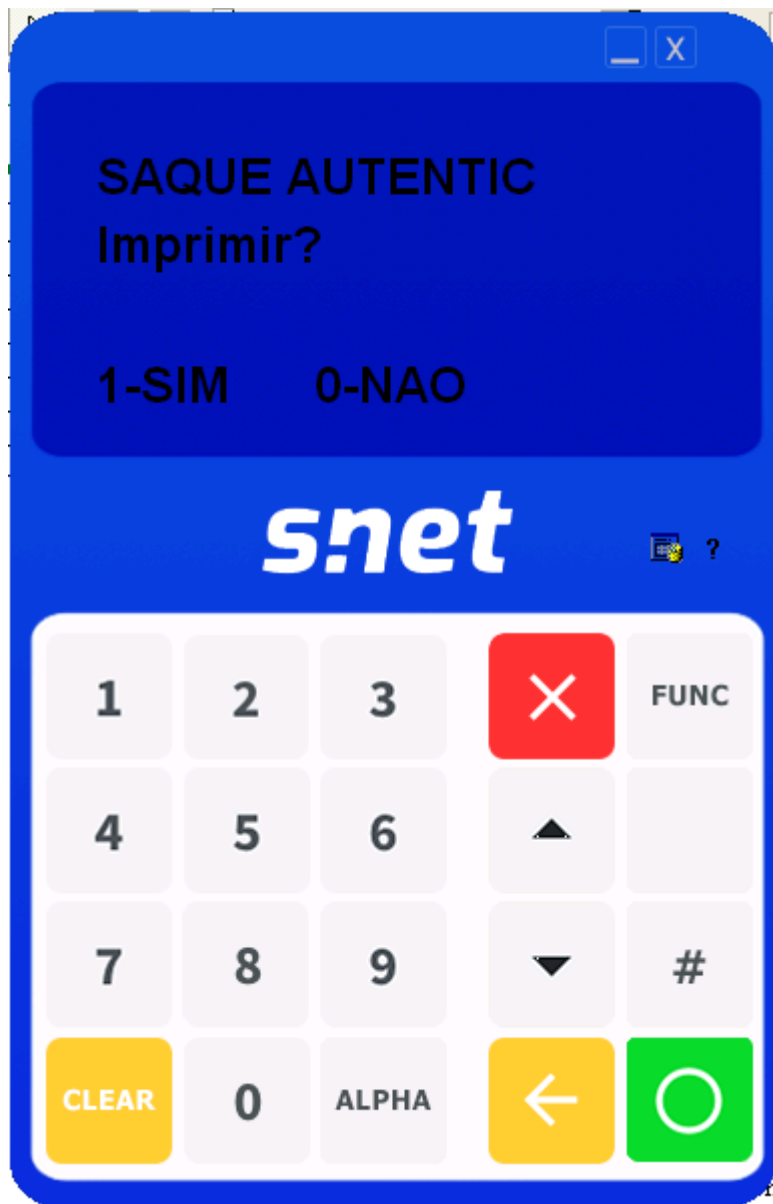 X
SAQUE AUTENTIC
Imprimir?
1-SIM 0-NAO
s.net
?
1 2 3 FUNC
4 5 6
7 8 9 #
CLEAR 0 ALPHA